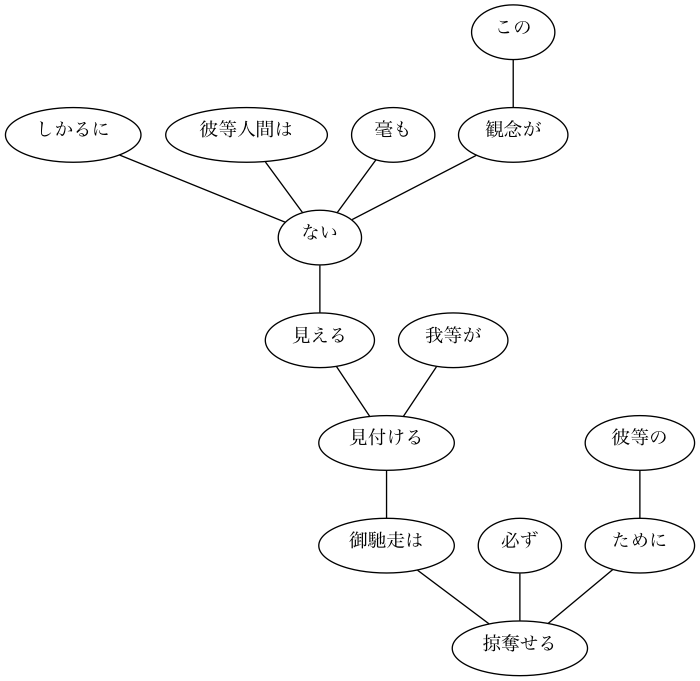 この
しかるに
彼等人間は
毫も
観念が
ない
見える
我等が
見付ける
彼等の
御馳走は
必ず
ために
掠奪せる